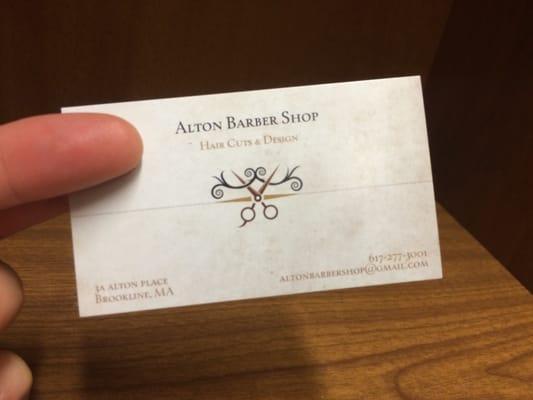 Alton Barber Shop
Hair Cuts & Design
3A Alton Place
Brookline, MA
617-277-3001
altonbarbershop@gmail.com